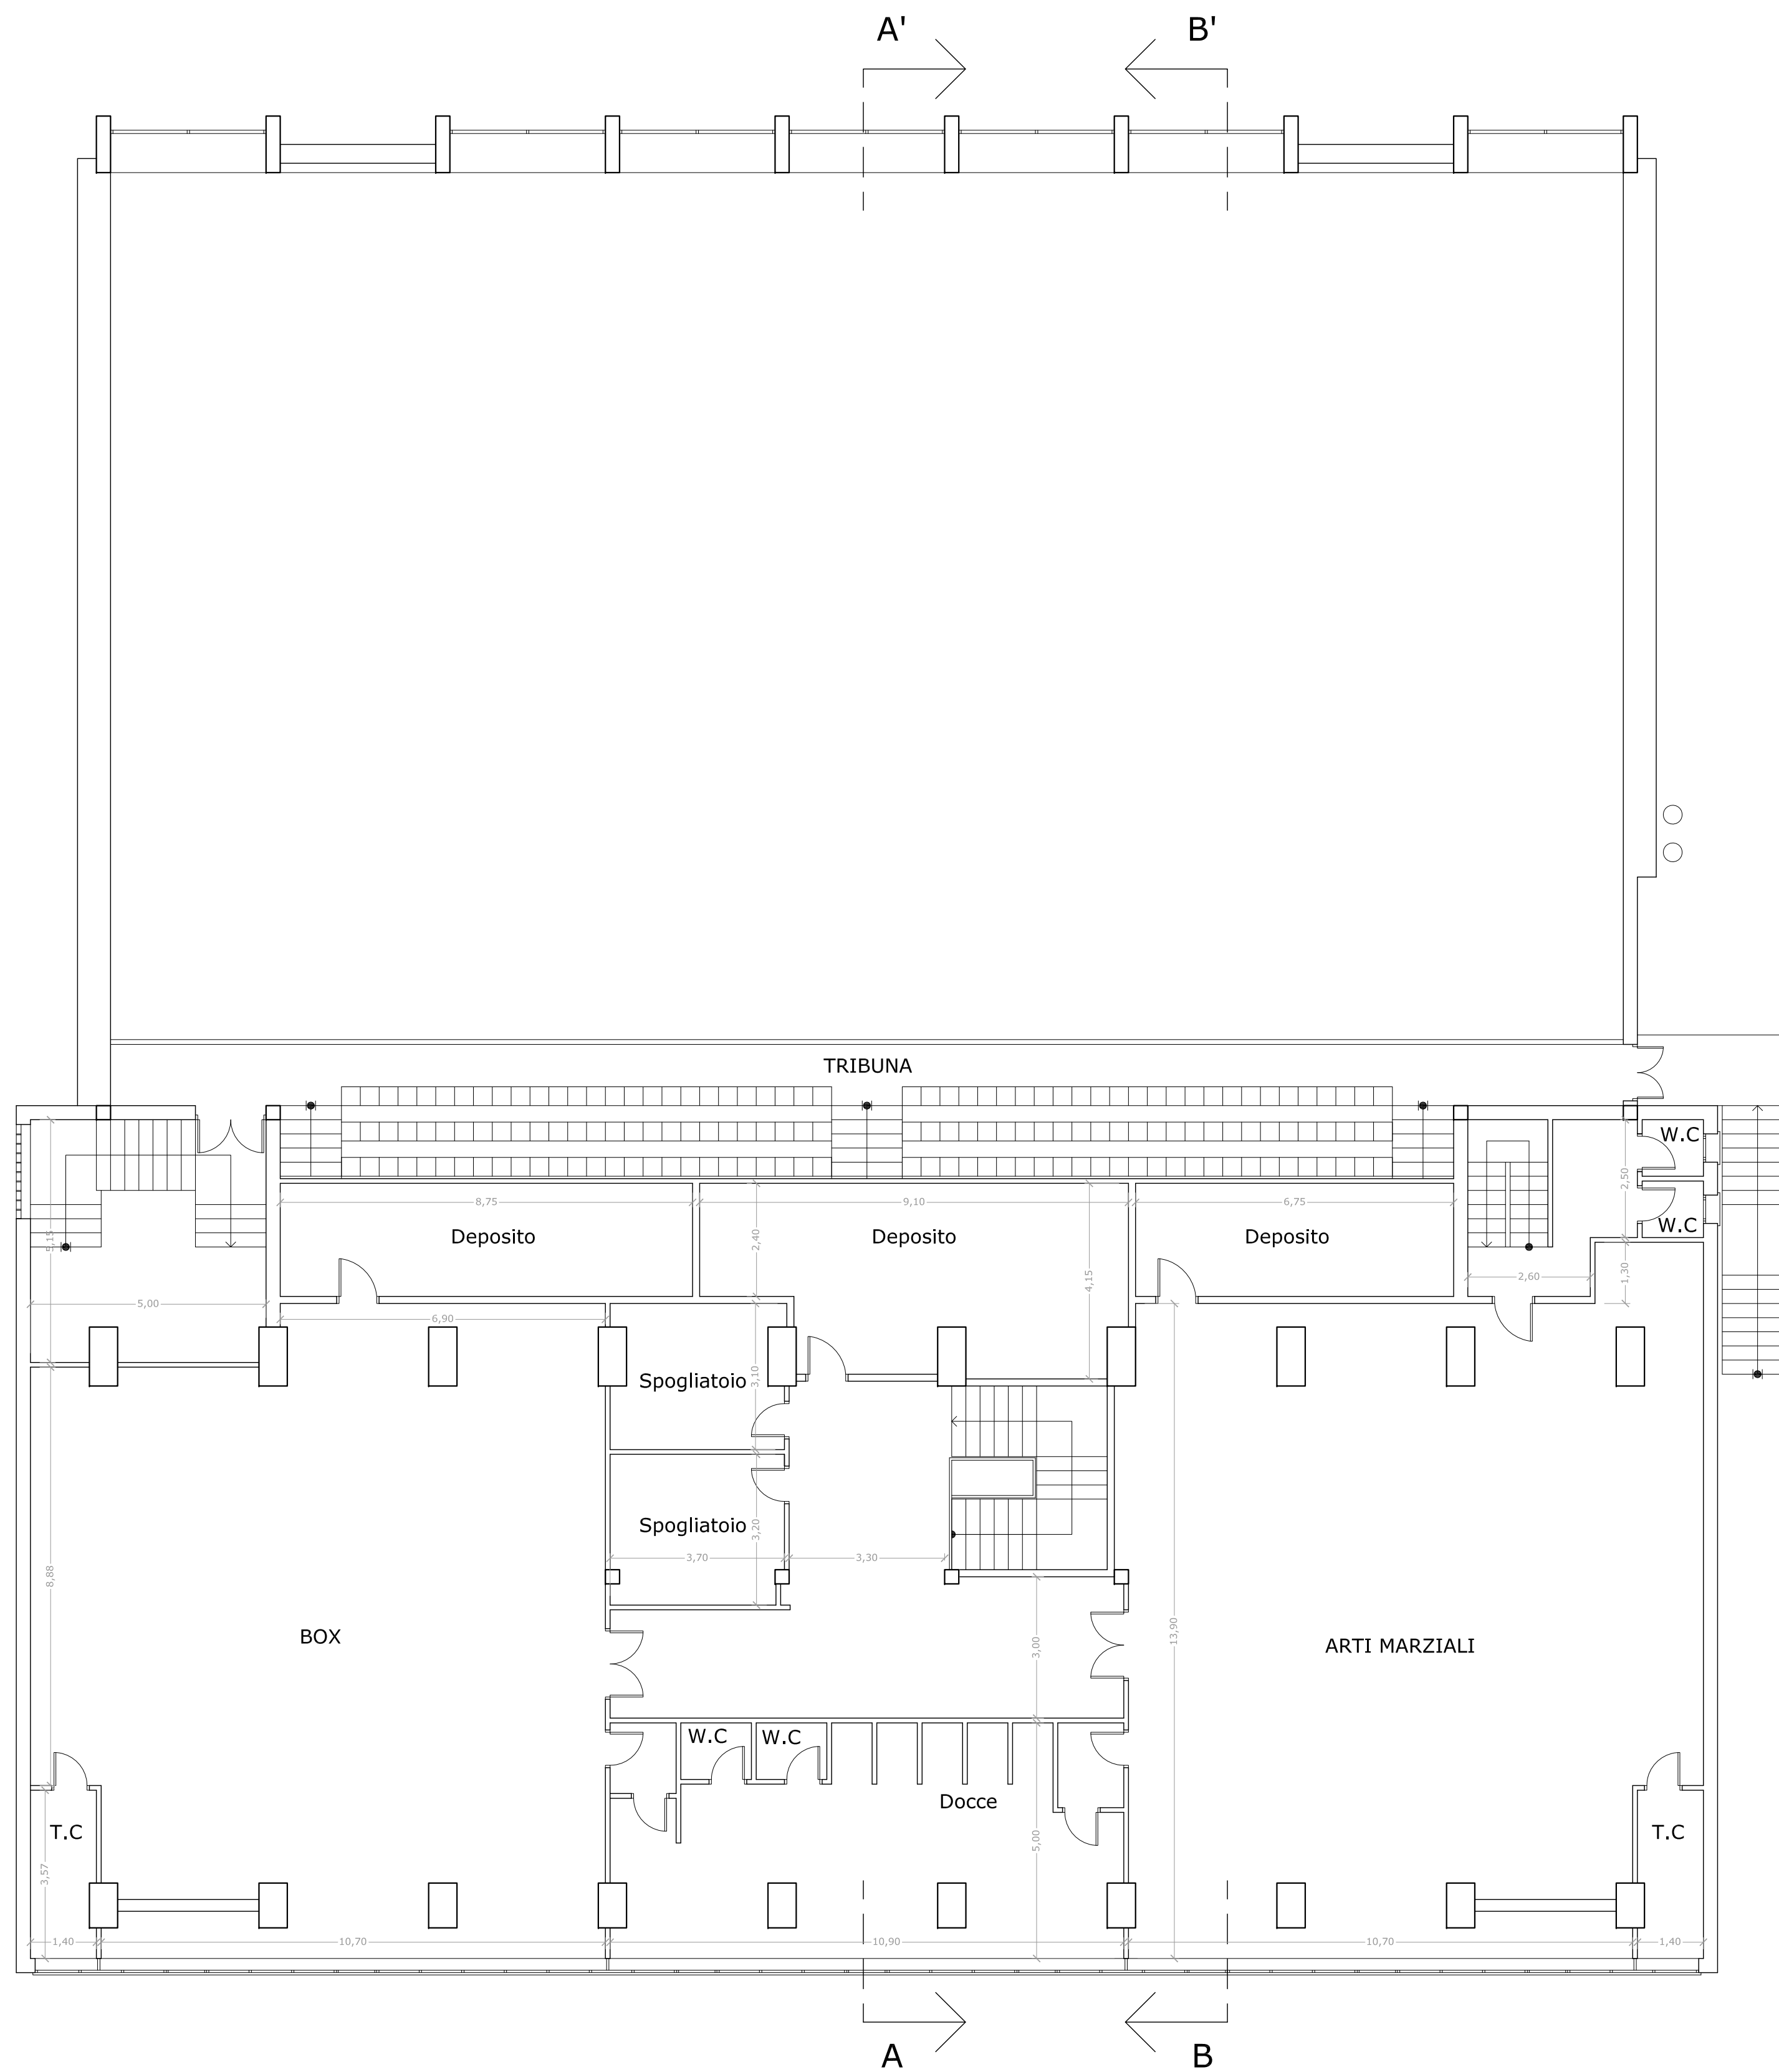 A' B'
TRIBUNA
W.C
2,50
8,75 9,10 6,75
W.C
Deposito Deposito Deposito
5,15 2,40
4,15 2,60 1,30
5,00
6,90
Spogliatoio 3,10
Spogliatoio 3,20
3,70 3,30
8,88
BOX 3,00 13,90 ARTI MARZIALI
W.C W.C
Docce
T.C T.C
5,00
3,57
1,40 10,70 10,90 10,70 1,40
A B